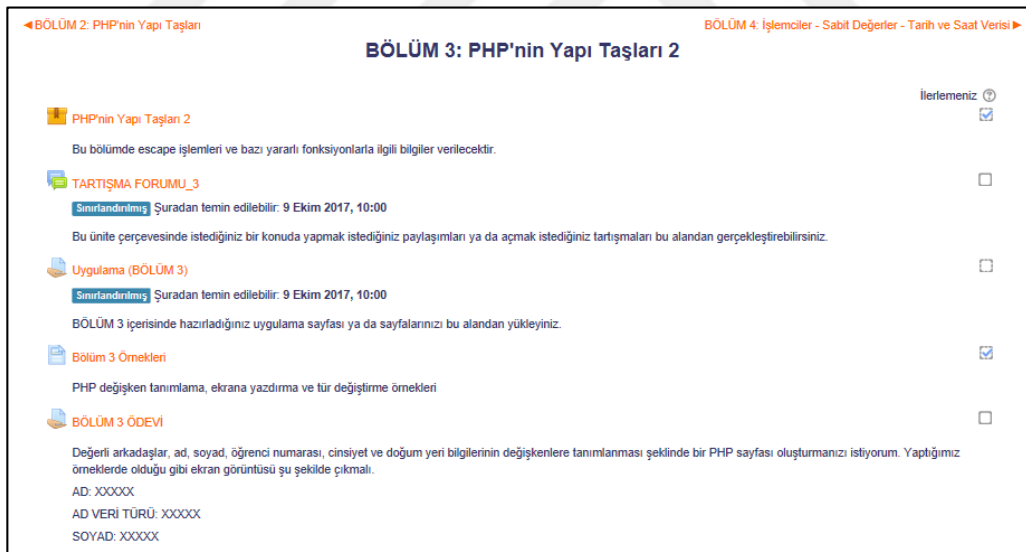 ◄BÖLÜM 2: PHP'nin Yapı Taşları
BÖLÜM 4: İşlemciler - Sabit Değerler - Tarih ve Saat Verisi►
BÖLÜM 3: PHP'nin Yapı Taşları 2
İlerlemeniz
PHP'nin Yapı Taşları 2
Bu bölümde escape işlemleri ve bazı yararlı fonksiyonlarla ilgili bilgiler verilecektir.
TARTIŞMA FORUMU_3
Sınırlandırılmış Şuradan temin edilebilir: 9 Ekim 2017, 10:00
Bu ünite çerçevesinde istediğiniz bir konuda yapmak istediğiniz paylaşımları ya da açmak istediğiniz tartışmaları bu alandan gerçekleştirebilirsiniz.
Uygulama (BÖLÜM 3)
Sınırlandırılmış Şuradan temin edilebilir: 9 Ekim 2017, 10:00
BÖLÜM 3 içerisinde hazırladığınız uygulama sayfası ya da sayfalarınızı bu alandan yükleyiniz.
Bölüm 3 Örnekleri
PHP değişken tanımlama, ekrana yazdırma ve tür değiştirme örnekleri
BÖLÜM 3 ÖDEVİ
Değerli arkadaşlar, ad, soyad, öğrenci numarası, cinsiyet ve doğum yeri bilgilerinin değişkenlere tanımlanması şeklinde bir PHP sayfası oluşturmanızı istiyorum. Yaptığımız
örneklerde olduğu gibi ekran görüntüsü şu şekilde çıkmalı.
AD: XXXXX
AD VERİ TÜRÜ: XXXXX
SOYAD: XXXXX